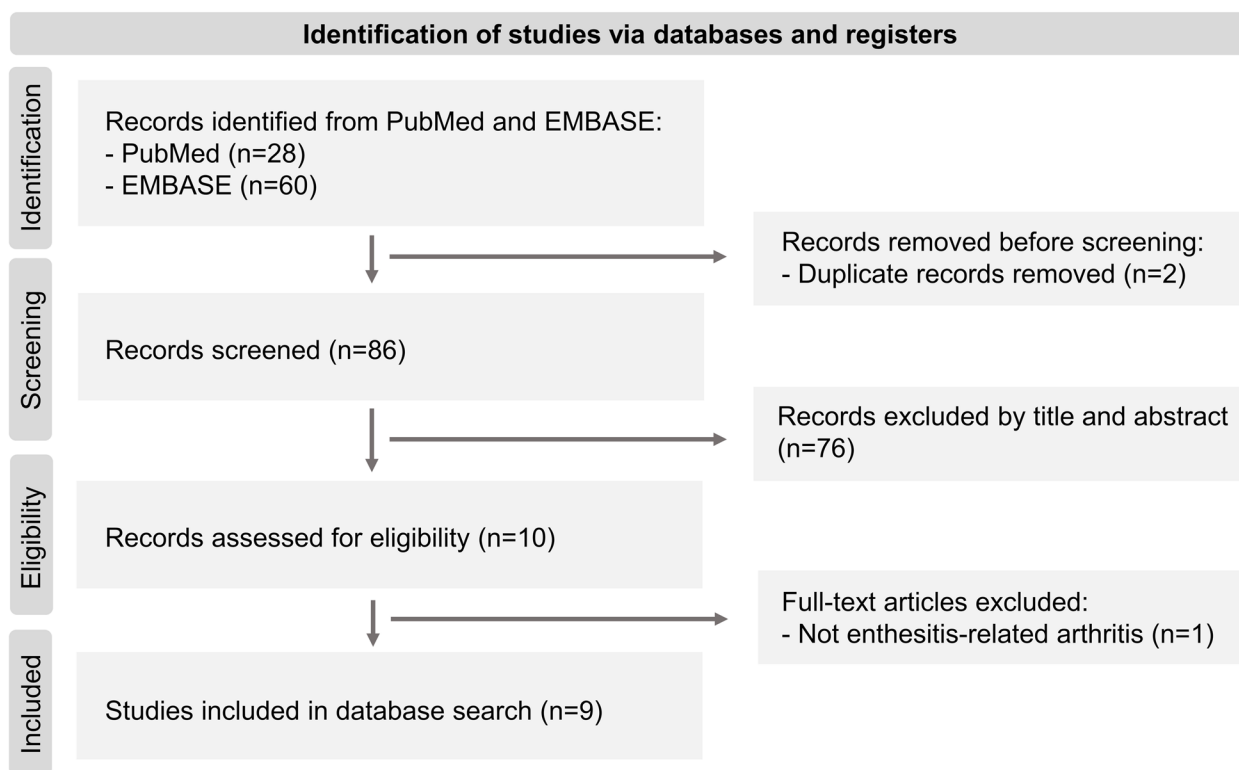 Identification of studies via databases and registers
Identification
Records identified from PubMed and EMBASE:
- PubMed (n=28)
- EMBASE (n=60)
Records removed before screening:
- Duplicate records removed (n=2)
Screening
Records screened (n=86)
Records excluded by title and abstract
(n=76)
Eligibility
Records assessed for eligibility (n=10)
Full-text articles excluded:
- Not enthesitis-related arthritis (n=1)
Included
Studies included in database search (n=9)